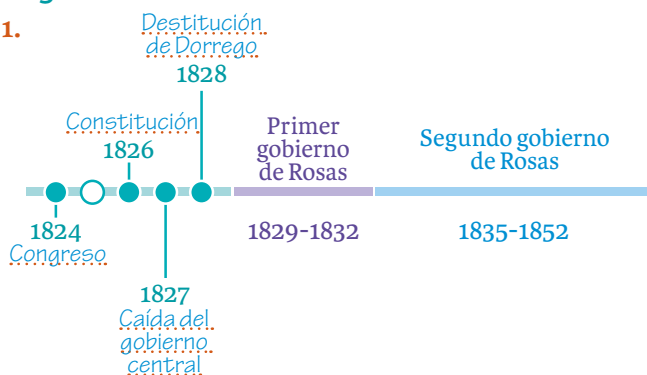 1.
Destitución
de Dorrego
1828
Constitución
1826
Primer
gobierno
de Rosas
Segundo gobierno
de Rosas
1824
Congreso
1829-1832
1835-1852
1827
Caída del
gobierno
central